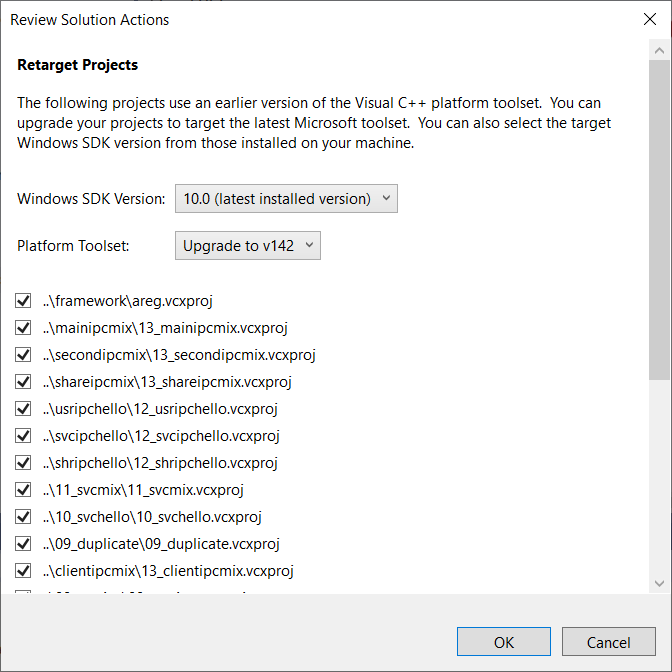 Review Solution Actions
Retarget Projects
The following projects use an earlier version of the Visual C++ platform toolset.  You can
upgrade your projects to target the latest Microsoft toolset.  You can also select the target
Windows SDK version from those installed on your machine.
Windows SDK Version: 10.0 (latest installed version)
Platform Toolset: Upgrade to v142
..\framework\areg.vcxproj
..\mainipcmix\13_mainipcmix.vcxproj
..\secondipcmix\13_secondipcmix.vcxproj
..\shareipcmix\13_shareipcmix.vcxproj
..\usripchello\12_usripchello.vcxproj
..\svcipchello\12_svcipchello.vcxproj
..\shripchello\12_shripchello.vcxproj
..\11_svcmix\11_svcmix.vcxproj
..\10_svchello\10_svchello.vcxproj
..\09_duplicate\09_duplicate.vcxproj
..\clientipcmix\13_clientipcmix.vcxproj
OK Cancel